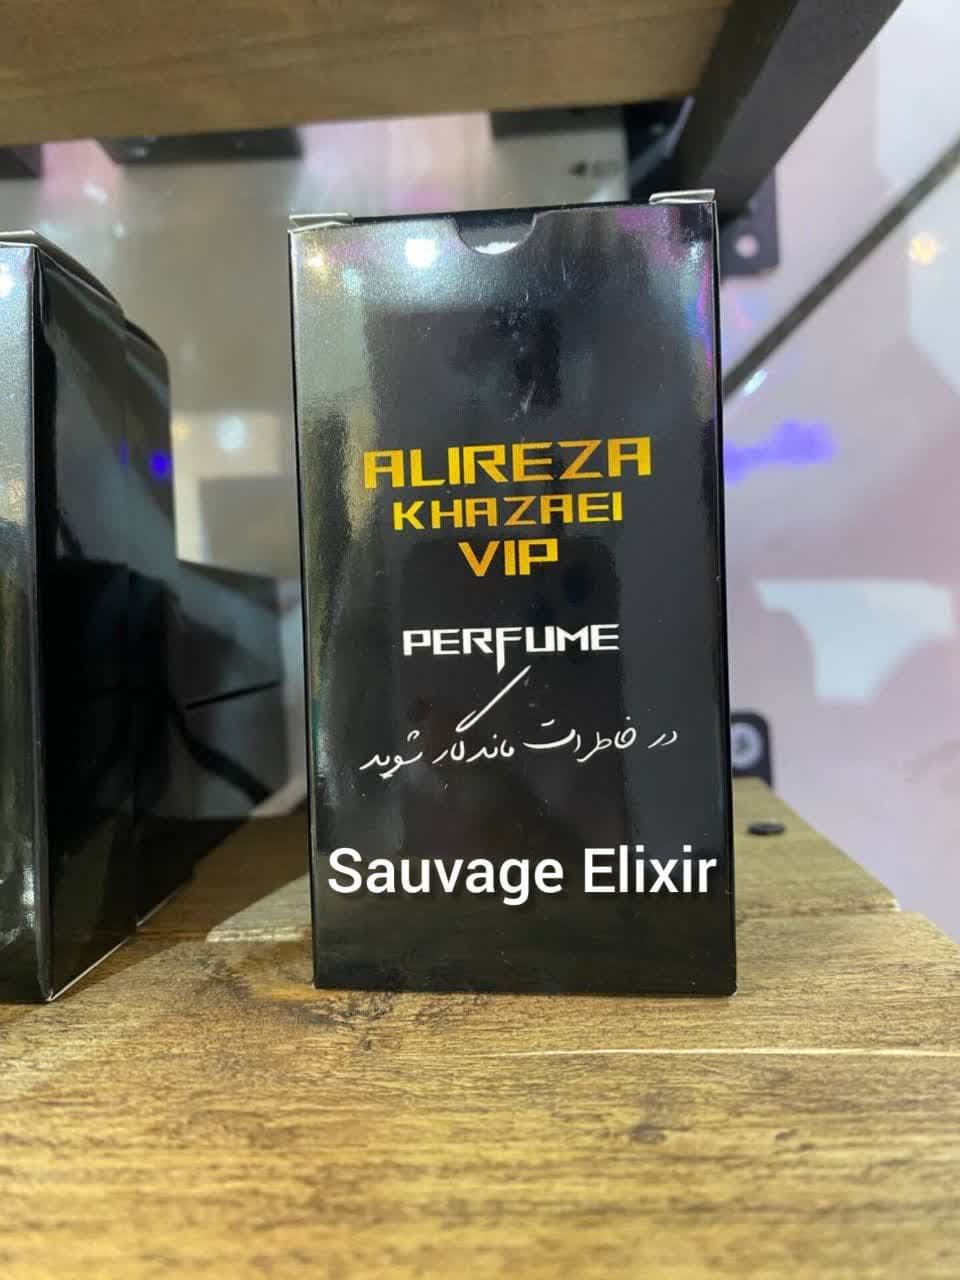 ALIREZA
KHAZAEI
VIP
PERFUME
در خاطرات ماندگار شوید
Sauvage Elixir